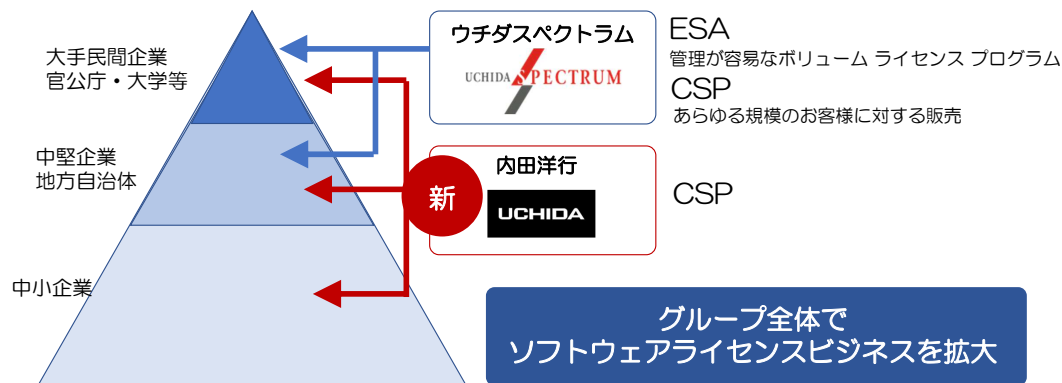 大手民間企業
官公庁・大学等
中堅企業
地方自治体
中小企業
ウチダスペクトラム
UCHIDA SPECTRUM
ESA
管理が容易なボリューム ライセンス プログラム
CSP
あらゆる規模のお客様に対する販売
新
内田洋行
UCHIDA
CSP
グループ全体で
ソフトウェアライセンスビジネスを拡大